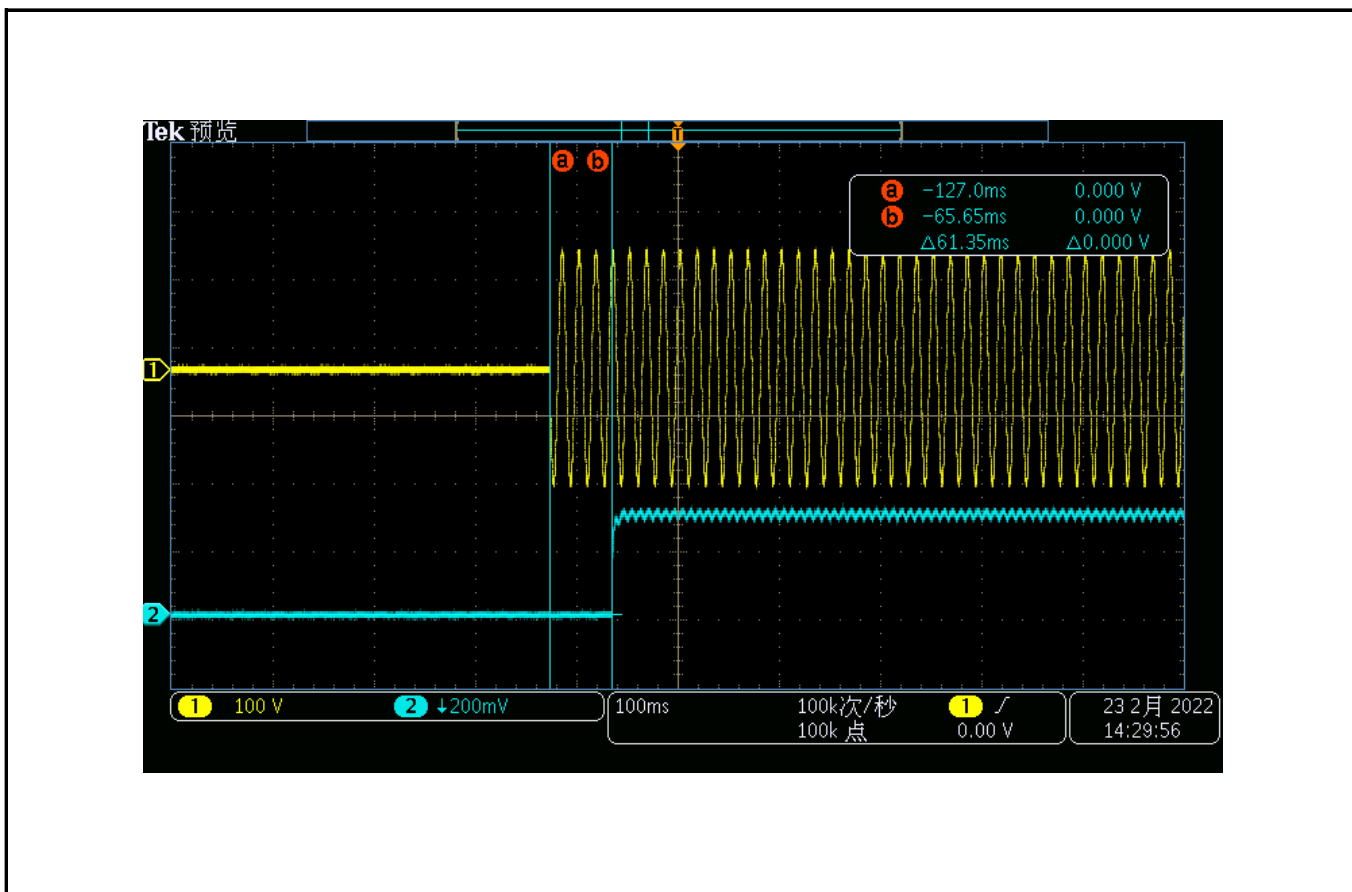 Tek 预览
T
a b
a -127.0ms 0.000 V
b -65.65ms 0.000 V
△61.35ms △0.000 V
1
2
1 100 V 2 ↓200mV 100ms 100k次/秒 1 ∫ 23 2月 2022
100k 点 0.00 V 14:29:56